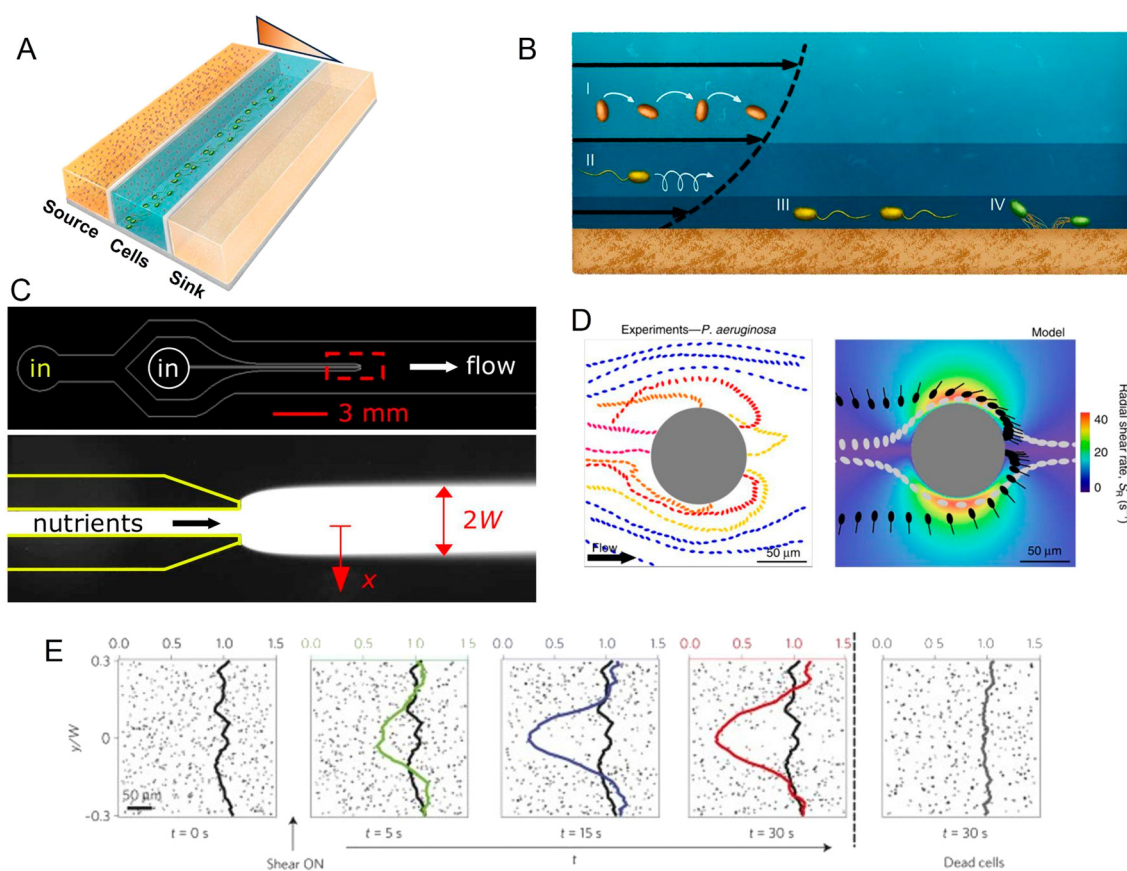 A
Source
Cells
Sink
B
I
II
III
IV
C
in
in
flow
3 mm
nutrients
2W
x
D
Experiments—P. aeruginosa
Model
Flow
50 μm
50 μm
40
20
0
Radial shear rate, S_R (s⁻¹)
E
0.0 0.5 1.0 1.5
0.0 0.5 1.0 1.5
0.0 0.5 1.0 1.5
0.0 0.5 1.0 1.5
0.0 0.5 1.0 1.5
0.3
y/W
0
-0.3
50 μm
t = 0 s
t = 5 s
t = 15 s
t = 30 s
t = 30 s
Shear ON
t
Dead cells